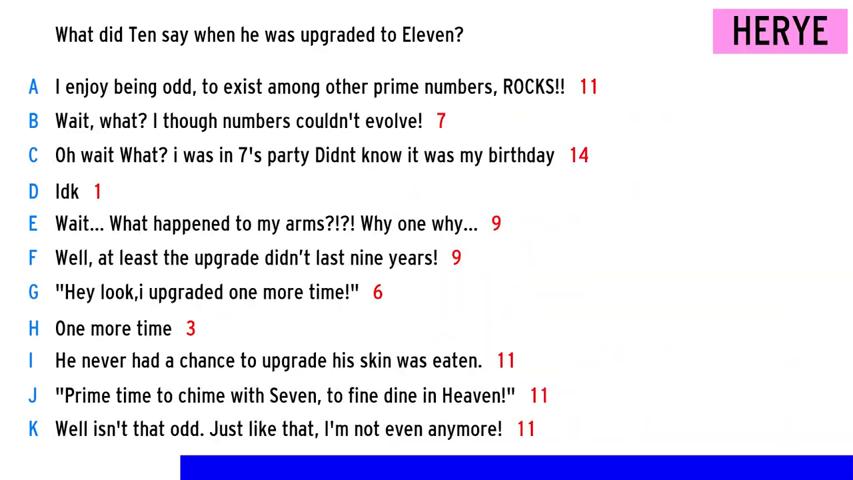 What did Ten say when he was upgraded to Eleven?
HERYE
A I enjoy being odd, to exist among other prime numbers, ROCKS!! 11
B Wait, what? I though numbers couldn't evolve! 7
C Oh wait What? i was in 7's party Didnt know it was my birthday 14
D Idk 1
E Wait... What happened to my arms?!?! Why one why... 9
F Well, at least the upgrade didn’t last nine years! 9
G "Hey look,i upgraded one more time!" 6
H One more time 3
I He never had a chance to upgrade his skin was eaten. 11
J "Prime time to chime with Seven, to fine dine in Heaven!" 11
K Well isn't that odd. Just like that, I'm not even anymore! 11